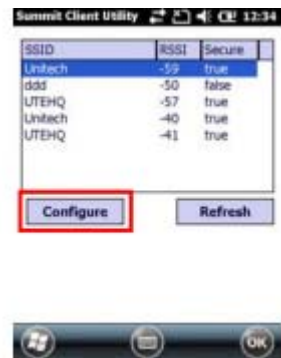 Summit Client Utility 12:34
SSID RSSI Secure
Unitech -59 true
ddd -50 false
UTEHQ -57 true
Unitech -40 true
UTEHQ -41 true
Configure Refresh
OK